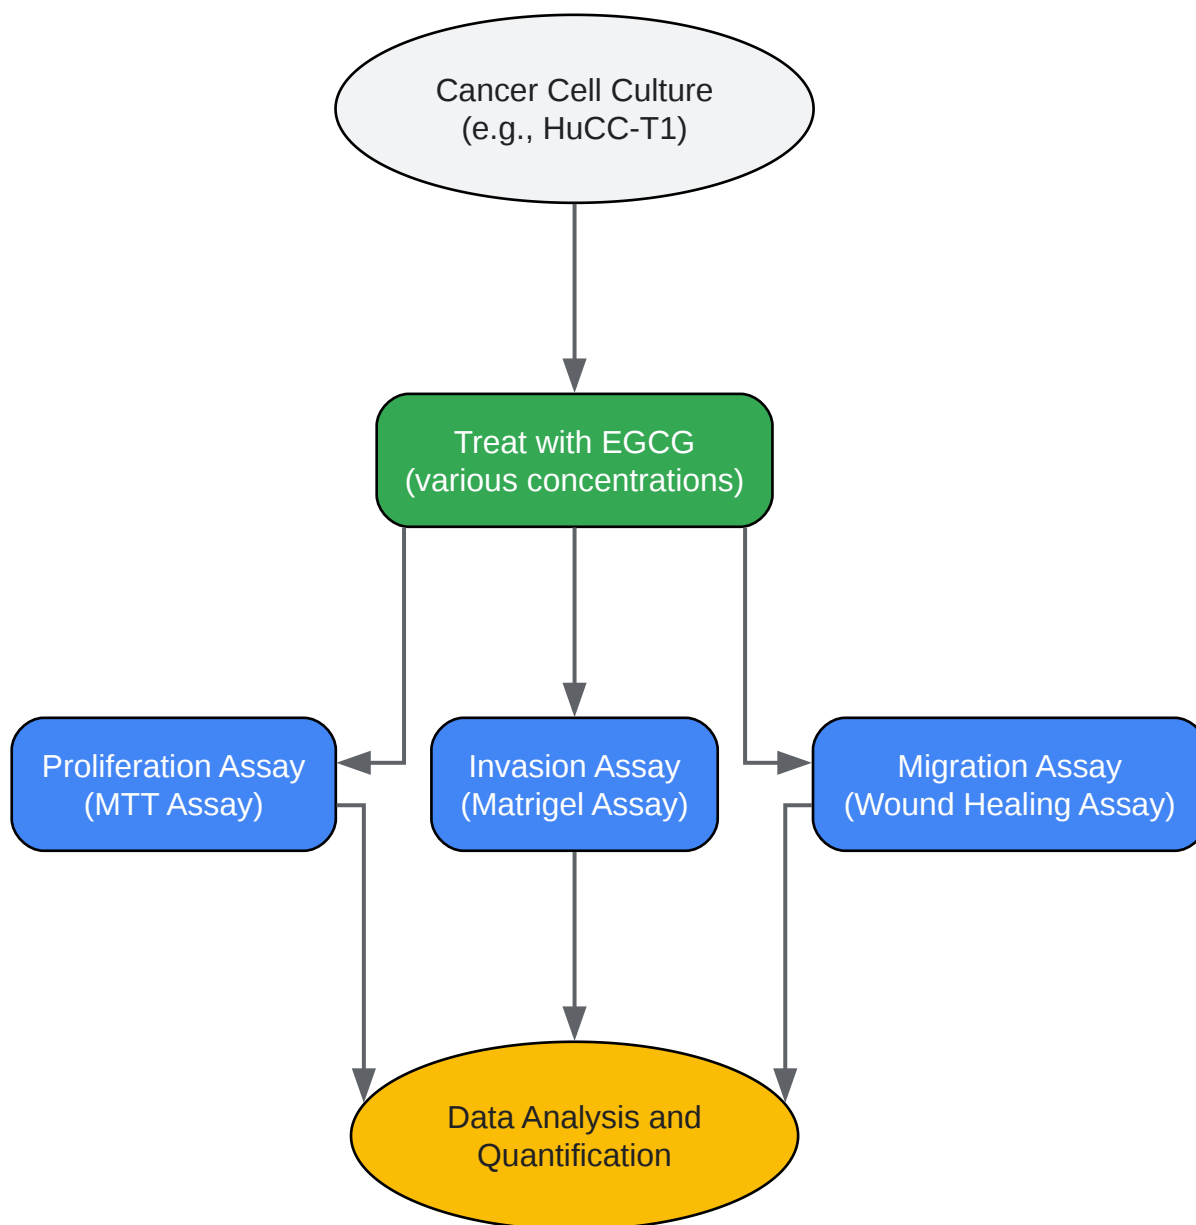 Cancer Cell Culture
(e.g., HuCC-T1)
Treat with EGCG
(various concentrations)
Proliferation Assay
(MTT Assay)
Invasion Assay
(Matrigel Assay)
Migration Assay
(Wound Healing Assay)
Data Analysis and
Quantification